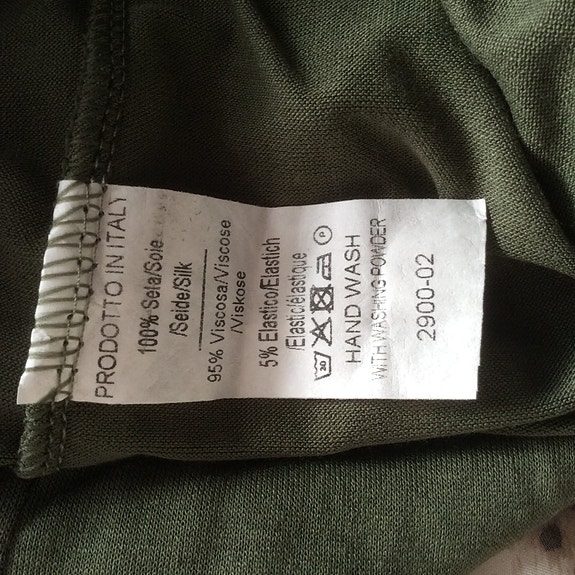 PRODOTTO IN ITALY
100% Seta/Soie
/Seide/Silk
95% Viscosa/Viscose
/Viskose
5% Elastico/Elastich
/Elastic/élastique
30 P
HAND WASH
WITH WASHING POWDER
2900-02